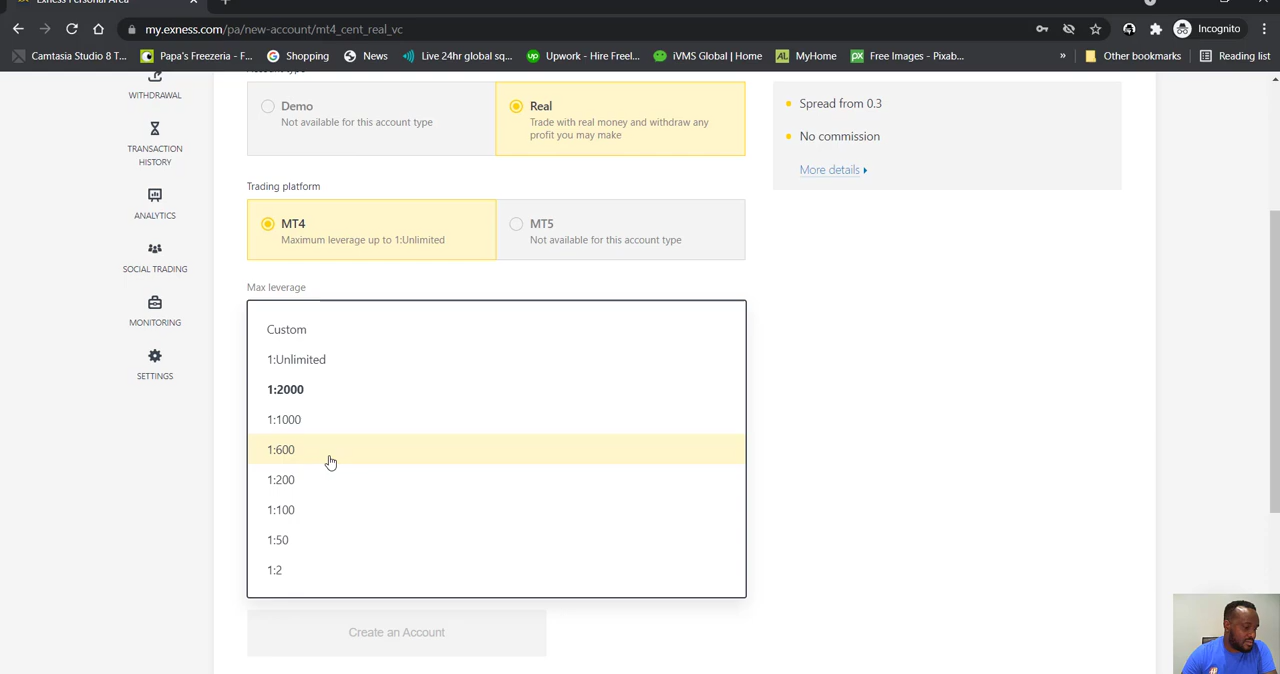 Exness Personal Area
my.exness.com/pa/new-account/mt4_cent_real_vc
Incognito
Camtasia Studio 8 T...
Papa's Freezeria - F...
Shopping
News
Live 24hr global sq...
Upwork - Hire Freel...
iVMS Global | Home
MyHome
Free Images - Pixab...
»
Other bookmarks
Reading list
WITHDRAWAL
TRANSACTION
HISTORY
ANALYTICS
SOCIAL TRADING
MONITORING
SETTINGS
Account type
Demo
Not available for this account type
Real
Trade with real money and withdraw any
profit you may make
Trading platform
MT4
Maximum leverage up to 1:Unlimited
MT5
Not available for this account type
Max leverage
Custom
1:Unlimited
1:2000
1:1000
1:600
1:200
1:100
1:50
1:2
Create an Account
Spread from 0.3
No commission
More details